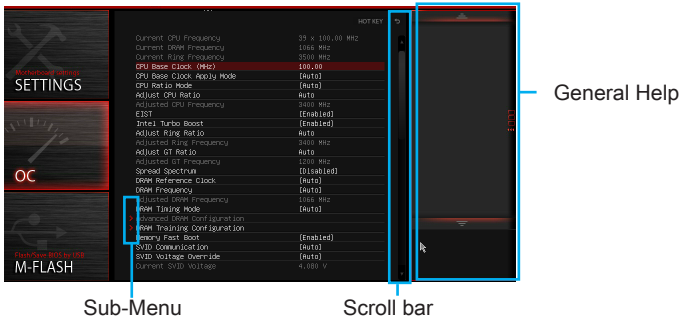 HOT KEY
Current CPU Frequency 39 x 100.00 MHz
Current DRAM Frequency 1066 MHz
Current Ring Frequency 3500 MHz
CPU Base Clock (MHz) 100.00
CPU Base Clock Apply Mode [Auto]
CPU Ratio Mode [Auto]
Adjust CPU Ratio Auto
Adjusted CPU Frequency 3400 MHz
EIST [Enabled]
Intel Turbo Boost [Enabled]
Adjust Ring Ratio Auto
Adjusted Ring Frequency 3400 MHz
Adjust GT Ratio Auto
Adjusted GT Frequency 1200 MHz
Spread Spectrum [Disabled]
DRAM Reference Clock [Auto]
DRAM Frequency [Auto]
Adjusted DRAM Frequency 1066 MHz
DRAM Timing Mode [Auto]
> Advanced DRAM Configuration
> DRAM Training Configuration
Memory Fast Boot [Enabled]
SVID Communication [Auto]
SVID Voltage Override [Auto]
Current SVID Voltage 4.080 V
Motherboard settings
SETTINGS
OC
Flash/Save BIOS by USB
M-FLASH
General Help
Sub-Menu
Scroll bar